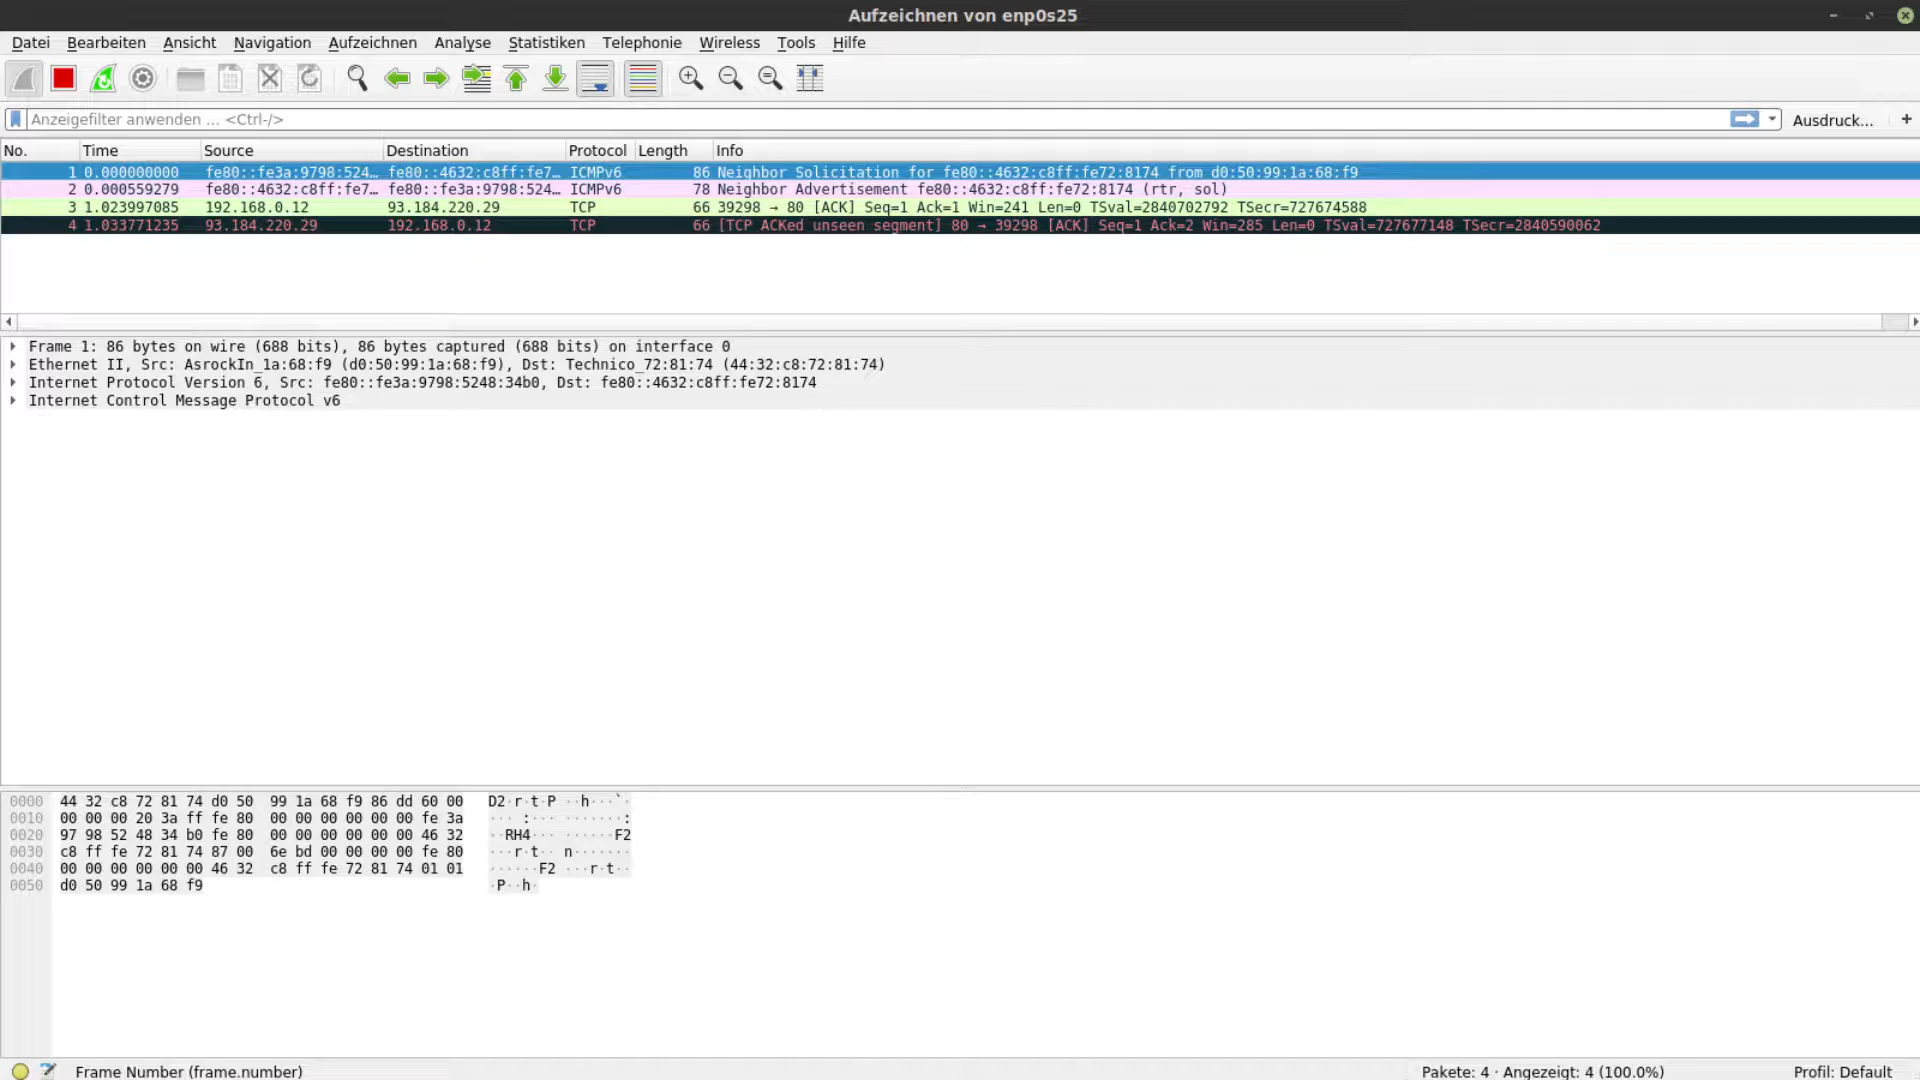 Aufzeichnen von enp0s25
Datei Bearbeiten Ansicht Navigation Aufzeichnen Analyse Statistiken Telephonie Wireless Tools Hilfe
Anzeigefilter anwenden ... <Ctrl-/> Ausdruck... +
No. Time Source Destination Protocol Length Info
1 0.000000000 fe80::fe3a:9798:524… fe80::4632:c8ff:fe7… ICMPv6 86 Neighbor Solicitation for fe80::4632:c8ff:fe72:8174 from d0:50:99:1a:68:f9
2 0.000559279 fe80::4632:c8ff:fe7… fe80::fe3a:9798:524… ICMPv6 78 Neighbor Advertisement fe80::4632:c8ff:fe72:8174 (rtr, sol)
3 1.023997085 192.168.0.12 93.184.220.29 TCP 66 39298 → 80 [ACK] Seq=1 Ack=1 Win=241 Len=0 TSval=2840702792 TSecr=727674588
4 1.033771235 93.184.220.29 192.168.0.12 TCP 66 [TCP ACKed unseen segment] 80 → 39298 [ACK] Seq=1 Ack=2 Win=285 Len=0 TSval=727677148 TSecr=2840590062
Frame 1: 86 bytes on wire (688 bits), 86 bytes captured (688 bits) on interface 0
Ethernet II, Src: AsrockIn_1a:68:f9 (d0:50:99:1a:68:f9), Dst: Technico_72:81:74 (44:32:c8:72:81:74)
Internet Protocol Version 6, Src: fe80::fe3a:9798:5248:34b0, Dst: fe80::4632:c8ff:fe72:8174
Internet Control Message Protocol v6
0000 44 32 c8 72 81 74 d0 50 99 1a 68 f9 86 dd 60 00 D2·r·t·P ··h···`·
0010 00 00 00 20 3a ff fe 80 00 00 00 00 00 00 fe 3a ··· :··· ·······:
0020 97 98 52 48 34 b0 fe 80 00 00 00 00 00 00 46 32 ··RH4··· ······F2
0030 c8 ff fe 72 81 74 87 00 6e bd 00 00 00 00 fe 80 ···r·t·· n·······
0040 00 00 00 00 00 00 46 32 c8 ff fe 72 81 74 01 01 ······F2 ···r·t··
0050 d0 50 99 1a 68 f9 ·P··h·
Frame Number (frame.number) Pakete: 4 · Angezeigt: 4 (100.0%) Profil: Default